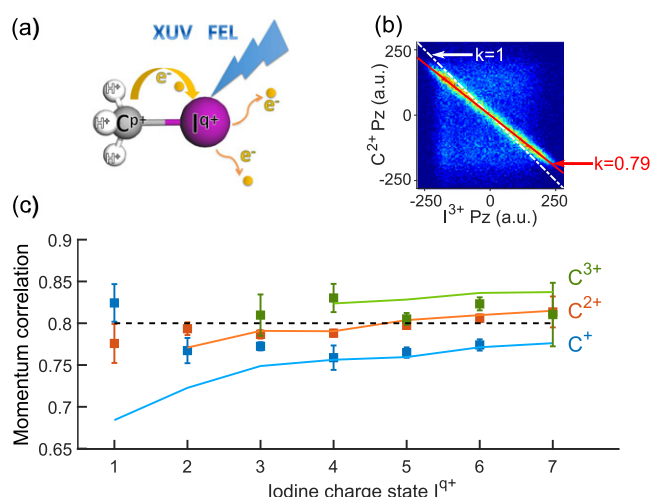 (a)
XUV FEL
e⁻
H⁺
H⁺
H⁺
Cᵖ⁺
I^q+
e⁻
e⁻
(b)
250
0
-250
C²⁺ Pz (a.u.)
k=1
k=0.79
-250 0 250
I³⁺ Pz (a.u.)
(c)
0.9
0.85
0.8
0.75
0.7
0.65
Momentum correlation
C³⁺
C²⁺
C⁺
1 2 3 4 5 6 7
Iodine charge state I^q+